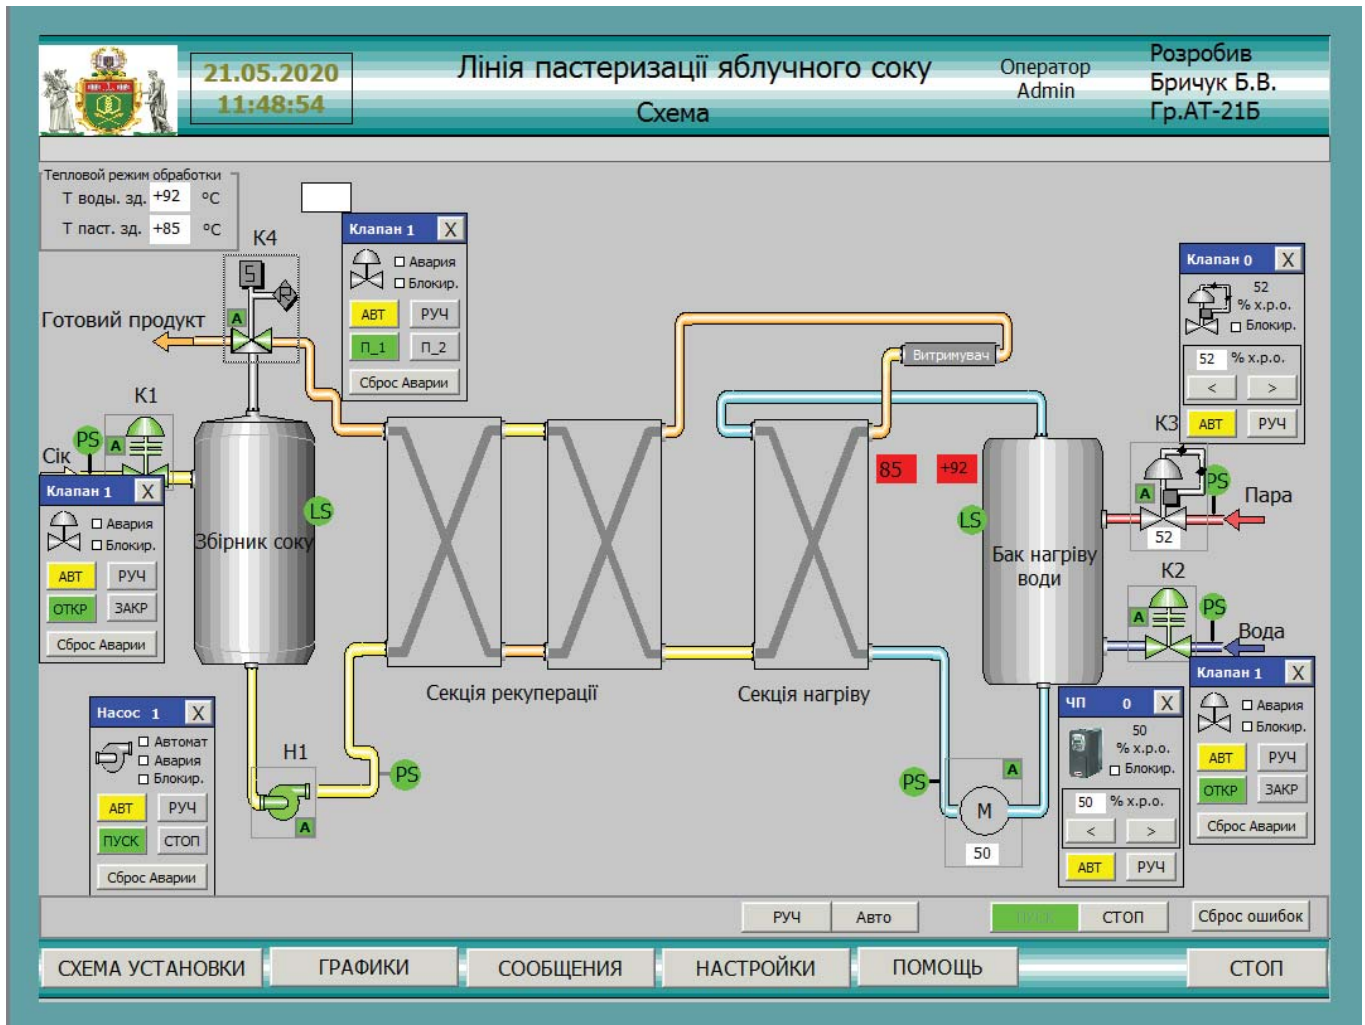 21.05.2020
11:48:54
Лінія пастеризації яблучного соку
Схема
Оператор
Admin
Розробив
Бричук Б.В.
Гр.АТ-21Б
Тепловой режим обработки
Т воды. зд. +92 °C
Т паст. зд. +85 °C
К4
S
R
A
Готовий продукт
Клапан 1 X
Авария
Блокир.
АВТ РУЧ
П_1 П_2
Сброс Аварии
Клапан 0 X
52
% х.р.о.
Блокир.
52 % х.р.о.
< >
АВТ РУЧ
Витримувач
К1
PS
A
Сік
Клапан 1 X
Авария
Блокир.
АВТ РУЧ
ОТКР ЗАКР
Сброс Аварии
LS
Збірник соку
85 +92
LS
Бак нагріву
води
К3
A
PS
Пара
52
К2
A
PS
Вода
Секція рекуперації
Секція нагріву
Насос 1 X
Автомат
Авария
Блокир.
АВТ РУЧ
ПУСК СТОП
Сброс Аварии
Н1
A
PS
PS
A
М
50
ЧП 0 X
50
% х.р.о.
Блокир.
50 % х.р.о.
< >
АВТ РУЧ
Клапан 1 X
Авария
Блокир.
АВТ РУЧ
ОТКР ЗАКР
Сброс Аварии
РУЧ Авто ПУСК СТОП Сброс ошибок
СХЕМА УСТАНОВКИ ГРАФИКИ СООБЩЕНИЯ НАСТРОЙКИ ПОМОЩЬ СТОП